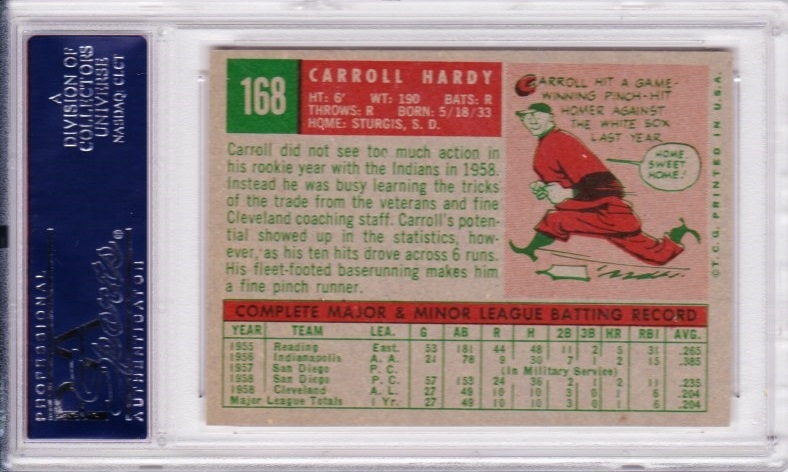 A
DIVISION OF
COLLECTORS
UNIVERSE
NASDAQ: CLCT
PROFESSIONAL
PSA
Sports
AUTHENTICATOR
®
168
CARROLL HARDY
HT: 6' WT: 190 BATS: R
THROWS: R BORN: 5/18/33
HOME: STURGIS, S. D.
Carroll did not see too much action in
his rookie year with the Indians in 1958.
Instead he was busy learning the tricks
of the trade from the veterans and fine
Cleveland coaching staff. Carroll's poten-
tial showed up in the statistics, how-
ever, as his ten hits drove across 6 runs.
His fleet-footed baserunning makes him
a fine pinch runner.
CARROLL HIT A GAME-
WINNING PINCH-HIT
HOMER AGAINST
THE WHITE SOX
LAST YEAR.
HOME
SWEET
HOME!
© T.C.G. PRINTED IN U.S.A.
COMPLETE MAJOR & MINOR LEAGUE BATTING RECORD
YEAR TEAM LEA. G AB R H 2B 3B HR RBI AVG.
1955 Reading East. 53 181 44 48 11 2 5 31 .265
1956 Indianapolis A. A. 24 78 9 30 7 2 15 .385
1957 San Diego P. C. (In Military Service)
1958 San Diego P. C. 57 153 24 36 2 1 2 11 .235
1958 Cleveland A. L. 27 49 10 10 3 0 1 6 .204
Major League Totals 1 Yr. 27 49 10 10 3 0 1 6 .204